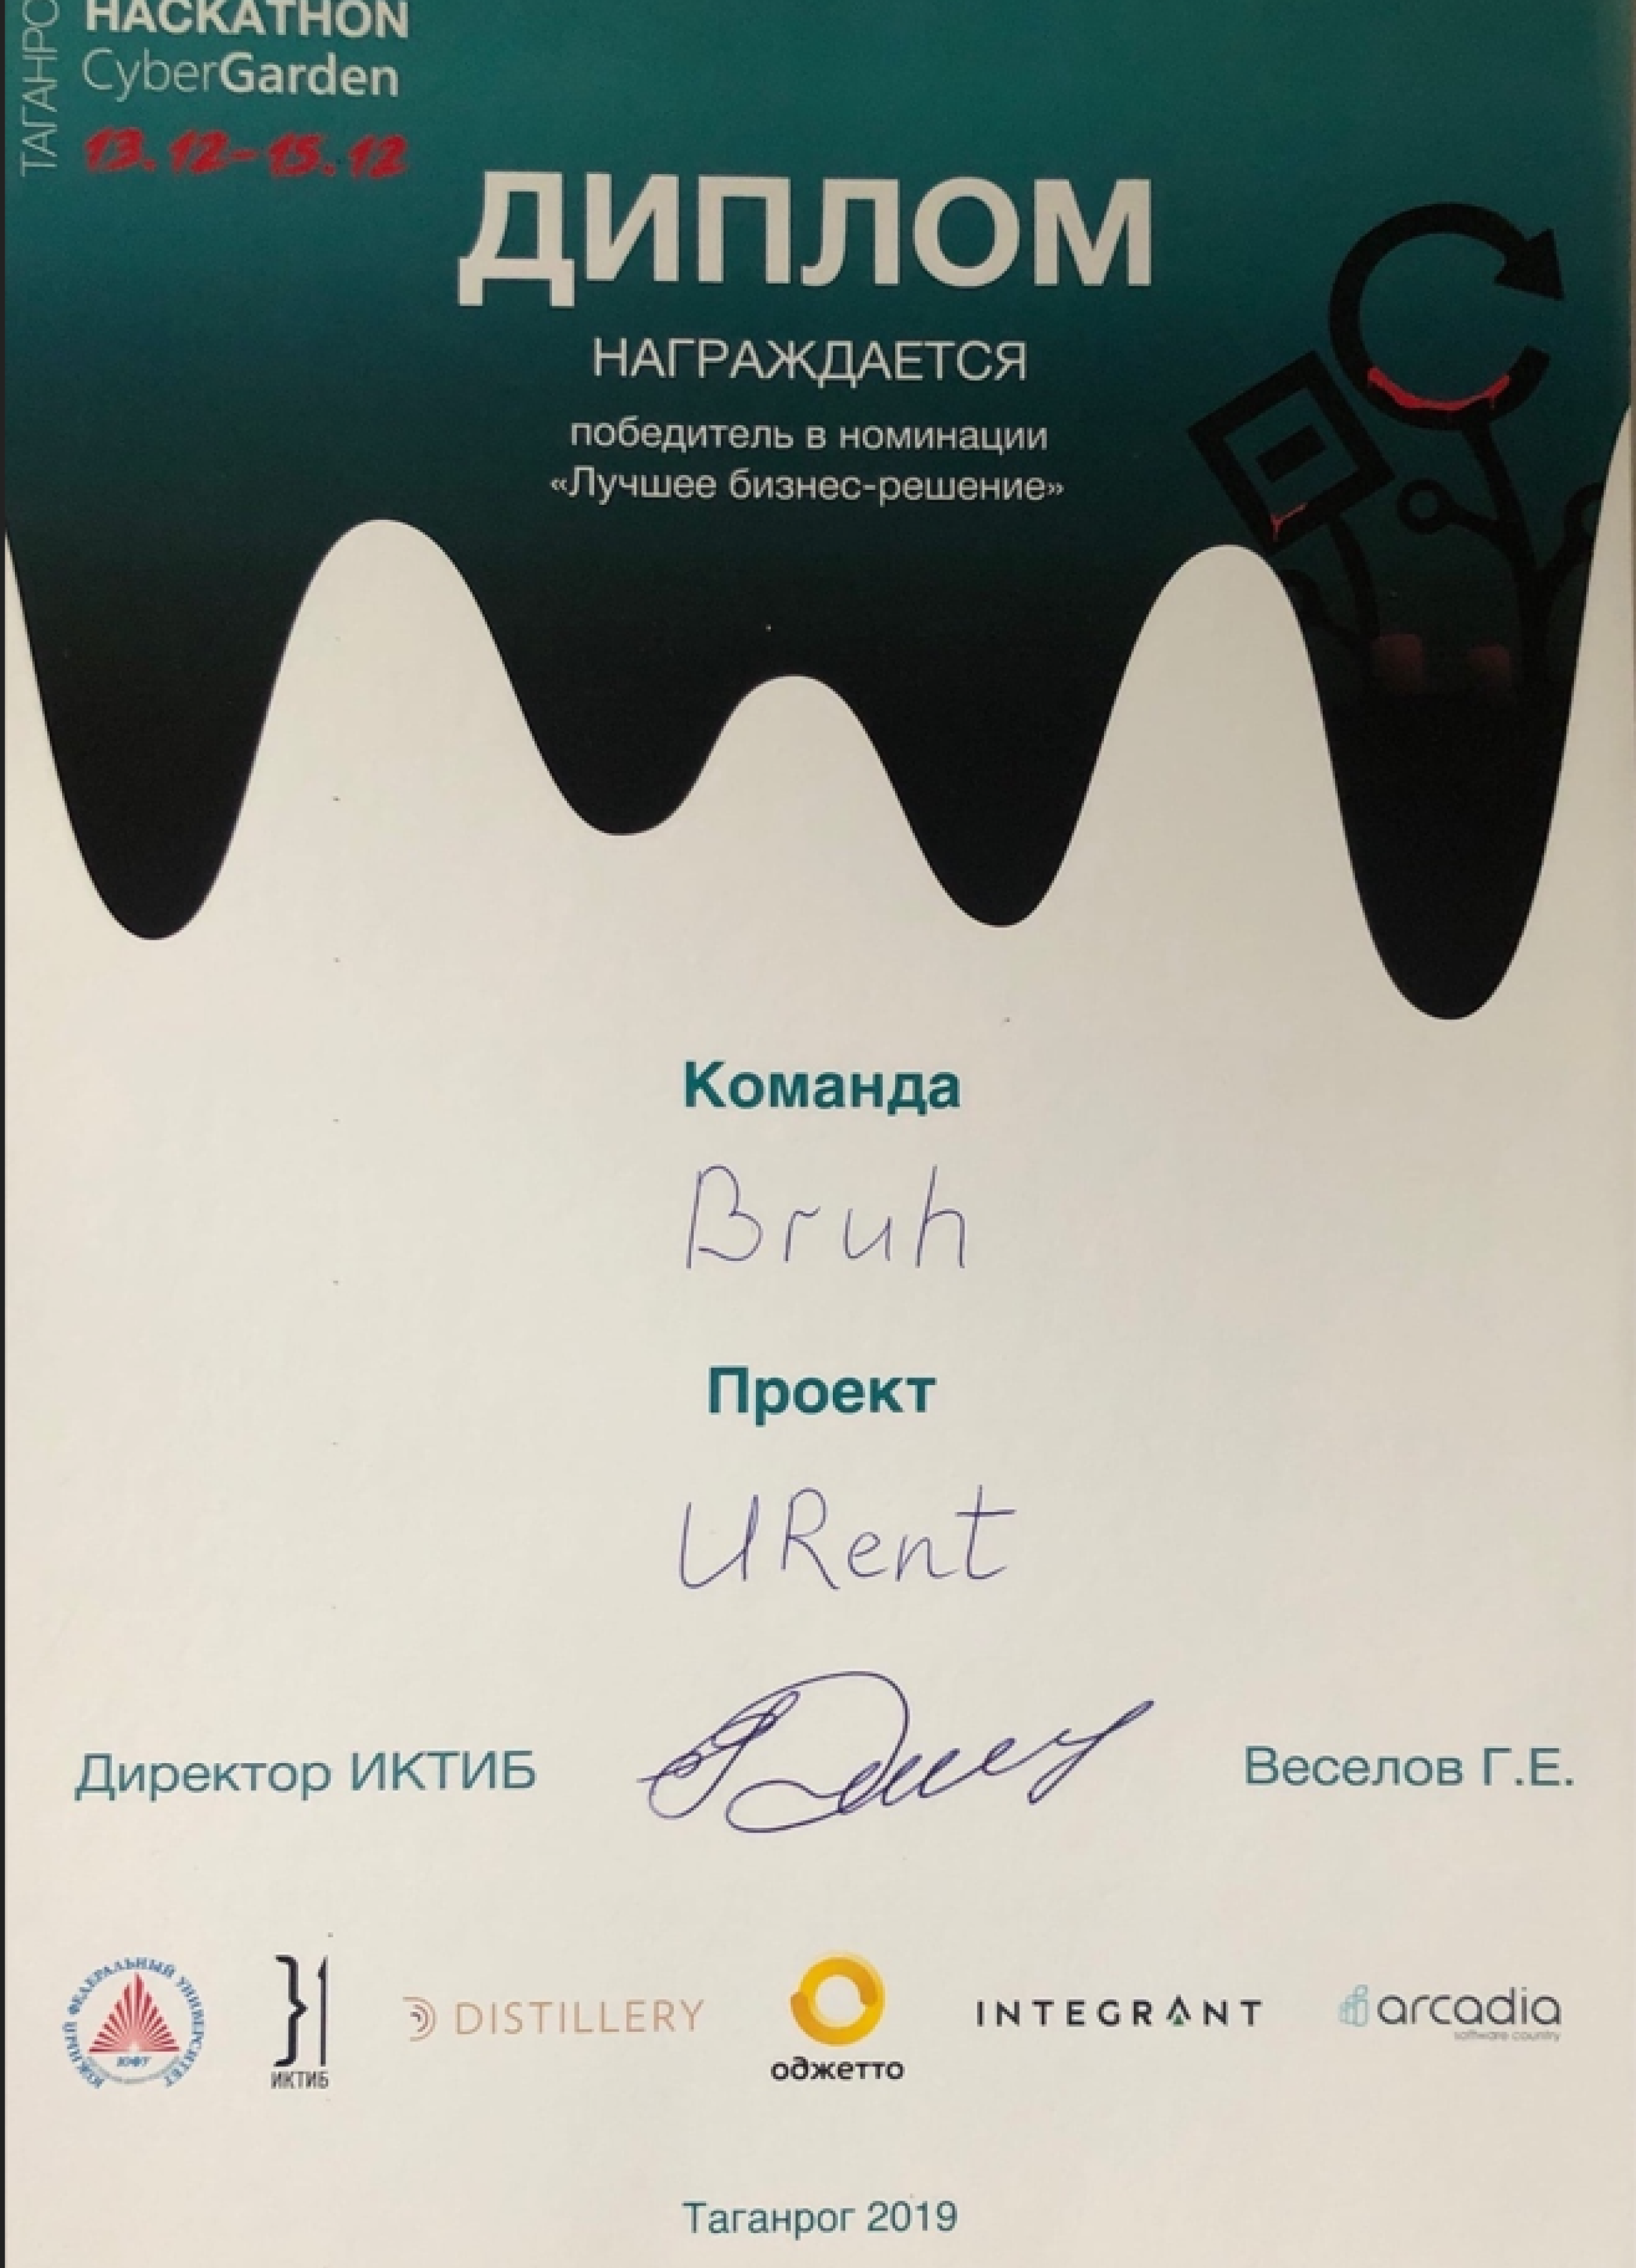 ТАГАНРО
HACKATHON
CyberGarden
13.12-15.12
ДИПЛОМ
НАГРАЖДАЕТСЯ
победитель в номинации
«Лучшее бизнес-решение»
Команда
Bruh
Проект
URent
Директор ИКТИБ
Веселов Г.Е.
ЮЖНЫЙ ФЕДЕРАЛЬНЫЙ УНИВЕРСИТЕТ
ЮФУ
ИКТИБ
DISTILLERY
оджетто
INTEGRANT
arcadia
software country
Таганрог 2019